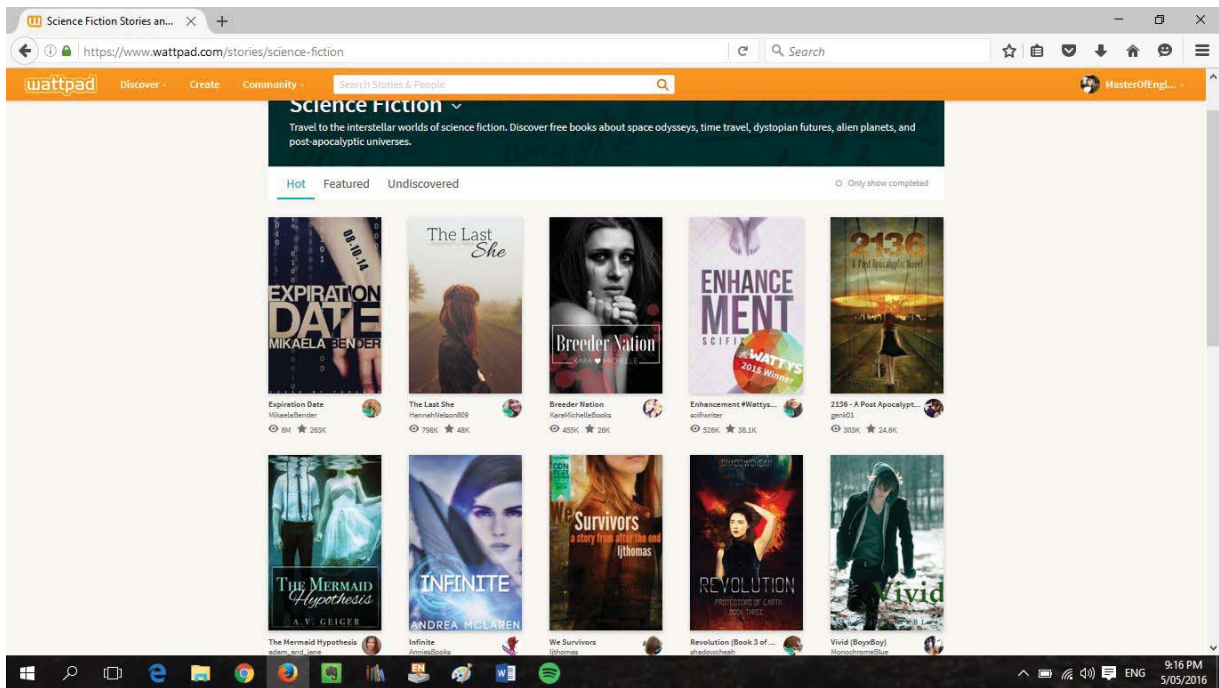 Science Fiction Stories an...
https://www.wattpad.com/stories/science-fiction
Search
wattpad
Discover
Create
Community
Search Stories & People
MasterOfEngl...
Science Fiction
Travel to the interstellar worlds of science fiction. Discover free books about space odysseys, time travel, dystopian futures, alien planets, and
post-apocalyptic universes.
Hot Featured Undiscovered
Only show completed
08.10.14
EXPIRATION
DATE
MIKAELA BENDER
The Last
She
Breeder Nation
KARA MICHELLE
ENHANCE
MENT
the WATTYS
2015 Winner
2136
A Post Apocalyptic Novel
Expiration Date
MikaelaBender
6M 263K
The Last She
HannahNelson809
798K 48K
Breeder Nation
KaraMichelleBooks
455K 26K
Enhancement #Wattys...
scifiwriter
526K 38.1K
2136 - A Post Apocalypt...
genk01
303K 24.8K
THE MERMAID
Hypothesis
A.V. GEIGER
INFINITE
ANDREA MCLAREN
We
Survivors
a story from after the end
ljthomas
SHADOWCHEAH
REVOLUTION
PROTECTORS OF EARTH
BOOK THREE
Vivid
The Mermaid Hypothesis
adam_and_jane
Infinite
AnniesBooks
We Survivors
ljthomas
Revolution (Book 3 of ...
shadowcheah
Vivid (BoyxBoy)
MonochromeBlue
ENG
9:16 PM
5/05/2016